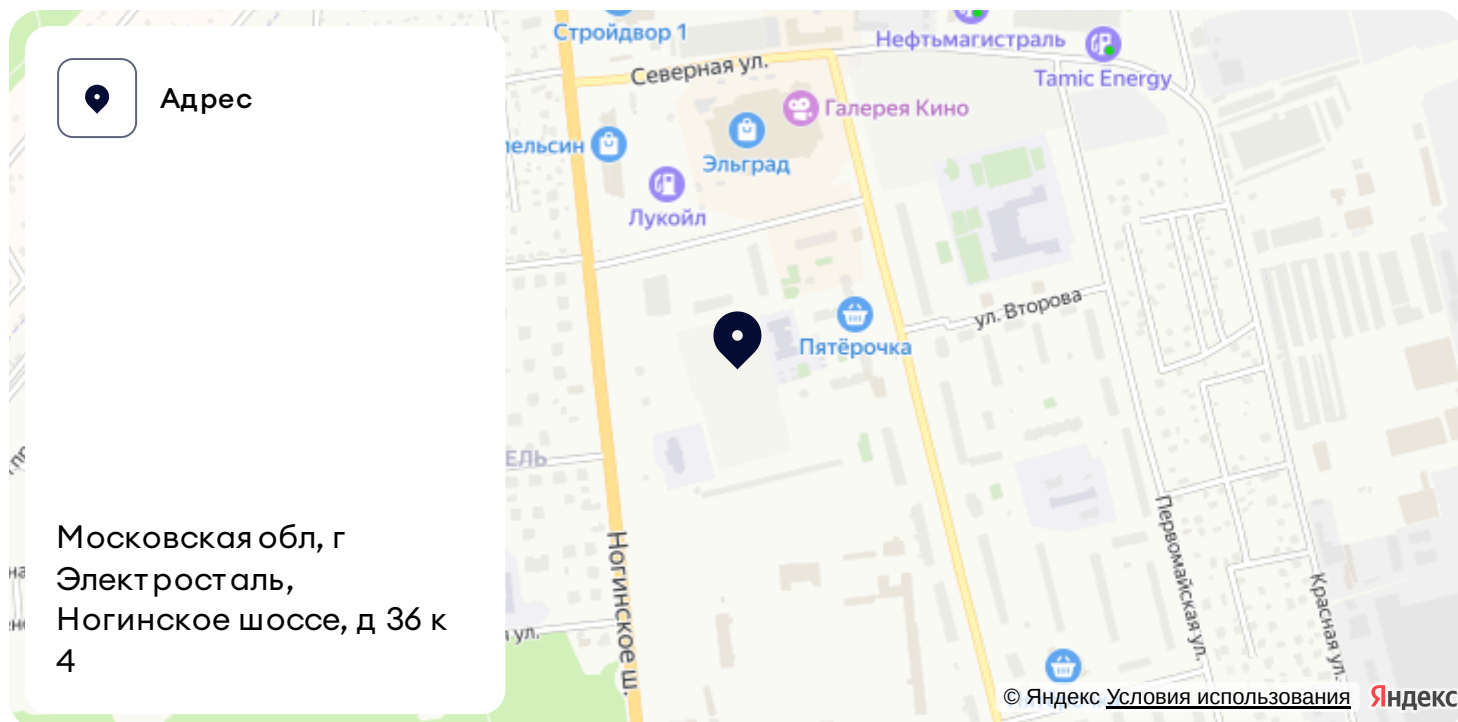 Адрес
Московская обл, г
Электросталь,
Ногинское шоссе, д 36 к
4
Стройдвор 1
Северная ул.
Нефтьмагистраль
Tamic Energy
Галерея Кино
Эльград
Лукойл
ул. Второва
Пятёрочка
Ногинское ш.
Первомайская ул.
Красная ул.
© Яндекс Условия использования
Яндекс